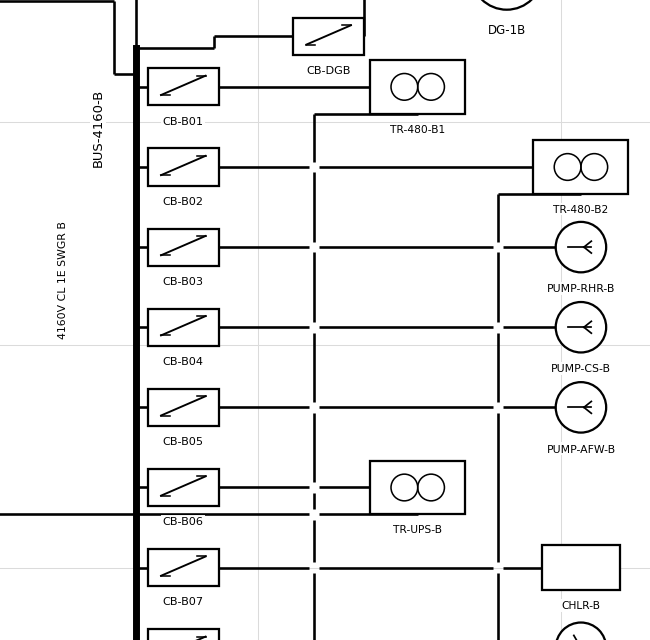 DG-1B
CB-DGB
CB-B01
TR-480-B1
BUS-4160-B
CB-B02
TR-480-B2
4160V CL 1E SWGR B
CB-B03
PUMP-RHR-B
CB-B04
PUMP-CS-B
CB-B05
PUMP-AFW-B
CB-B06
TR-UPS-B
CB-B07
CHLR-B